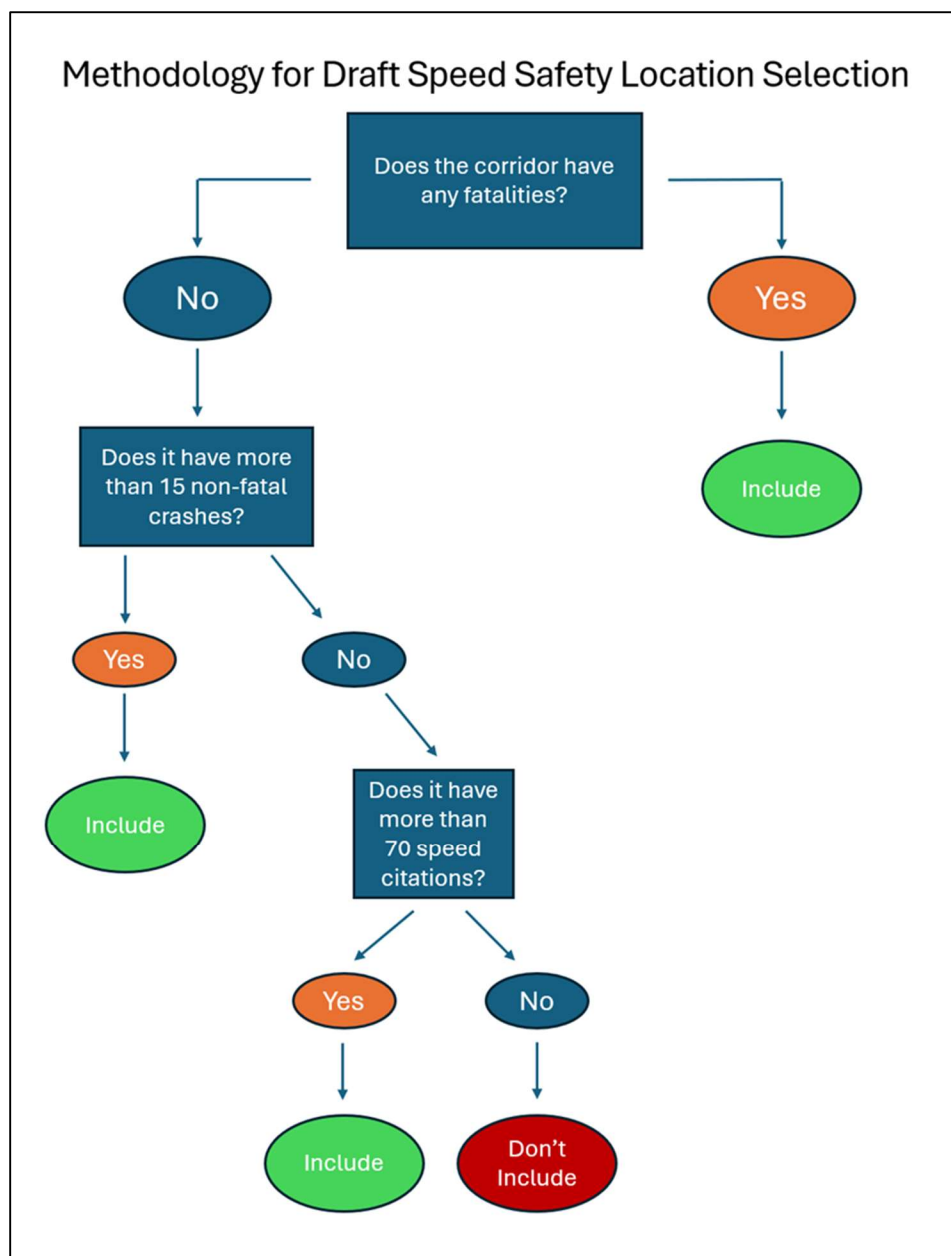 Methodology for Draft Speed Safety Location Selection
Does the corridor have
any fatalities?
No
Yes
Does it have more
than 15 non-fatal
crashes?
Include
Yes
No
Include
Does it have
more than
70 speed
citations?
Yes
No
Include
Don’t
Include